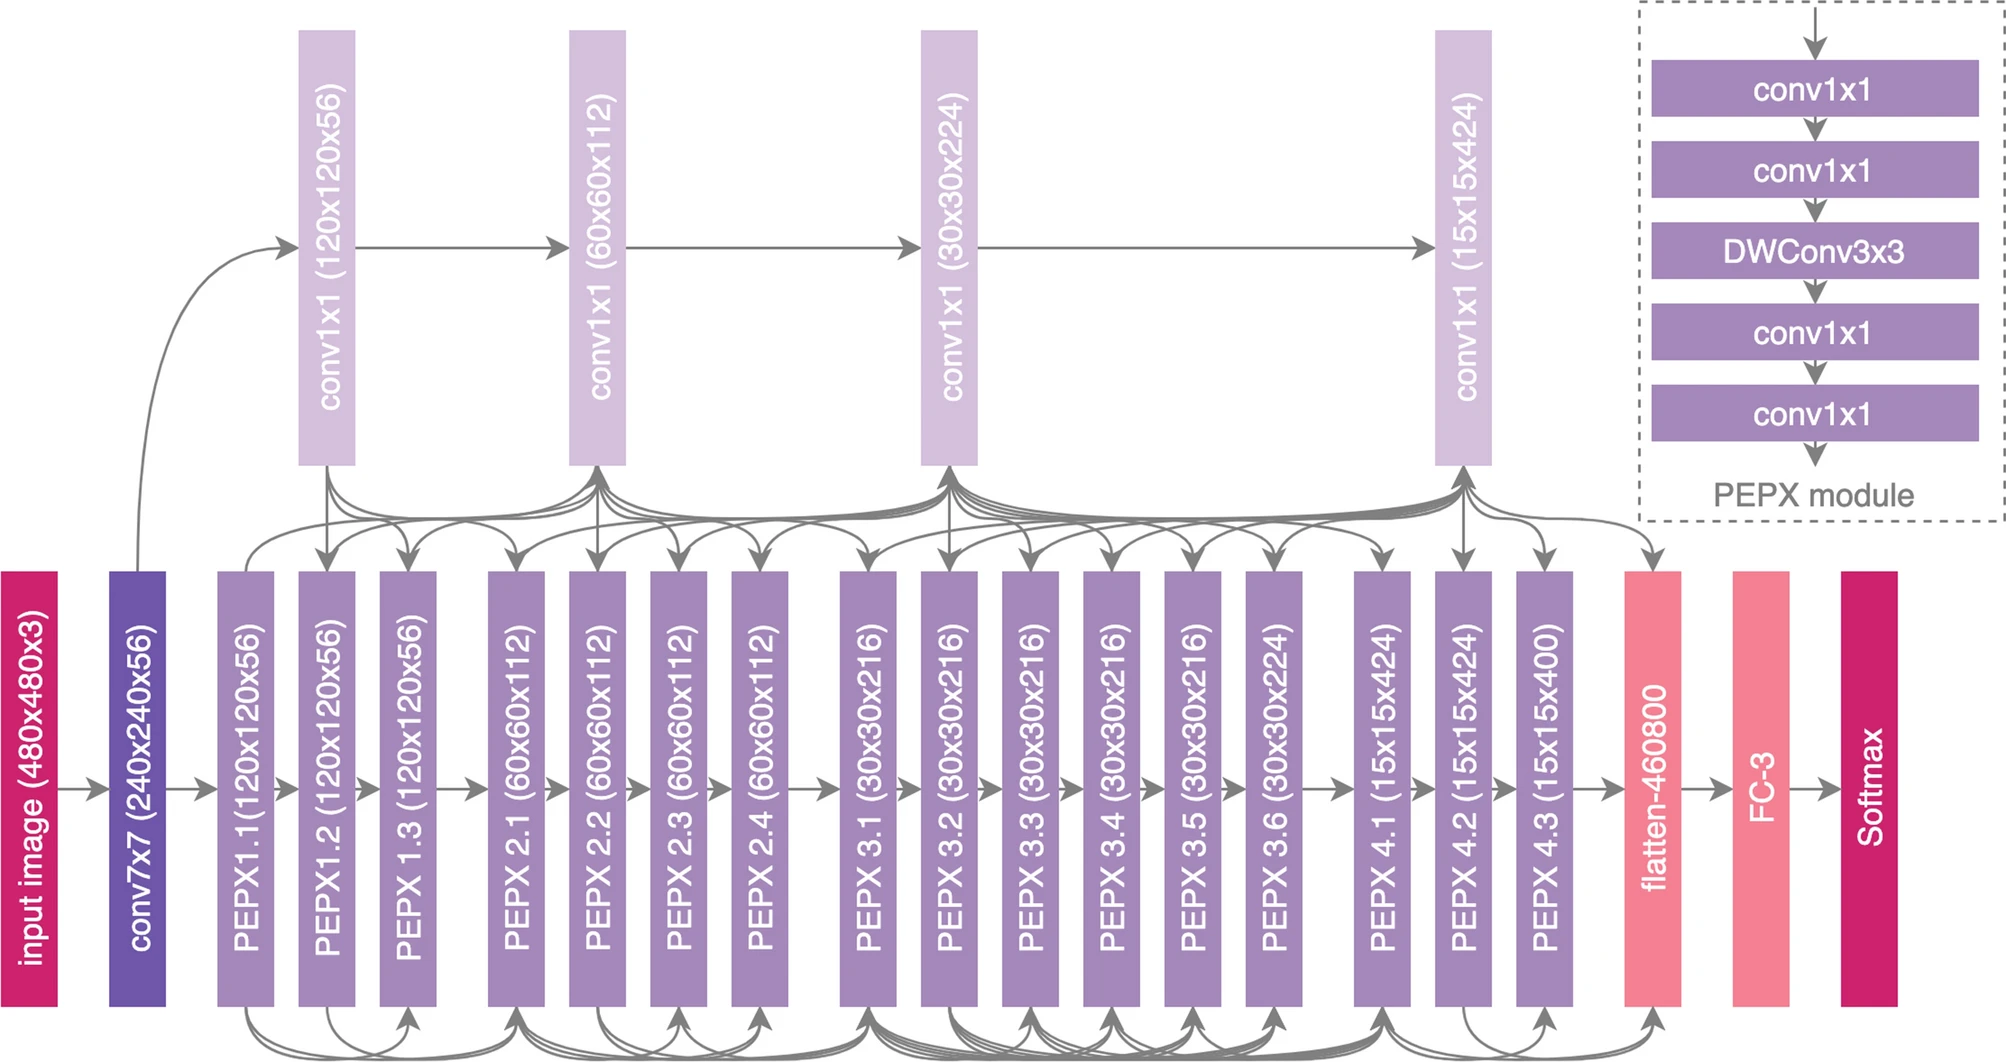 conv1x1 (120x120x56)
conv1x1 (60x60x112)
conv1x1 (30x30x224)
conv1x1 (15x15x424)
conv1x1
conv1x1
DWConv3x3
conv1x1
conv1x1
PEPX module
input image (480x480x3)
conv7x7 (240x240x56)
PEPX1.1(120x120x56)
PEPX1.2 (120x120x56)
PEPX 1.3 (120x120x56)
PEPX 2.1 (60x60x112)
PEPX 2.2 (60x60x112)
PEPX 2.3 (60x60x112)
PEPX 2.4 (60x60x112)
PEPX 3.1 (30x30x216)
PEPX 3.2 (30x30x216)
PEPX 3.3 (30x30x216)
PEPX 3.4 (30x30x216)
PEPX 3.5 (30x30x216)
PEPX 3.6 (30x30x224)
PEPX 4.1 (15x15x424)
PEPX 4.2 (15x15x424)
PEPX 4.3 (15x15x400)
flatten-460800
FC-3
Softmax